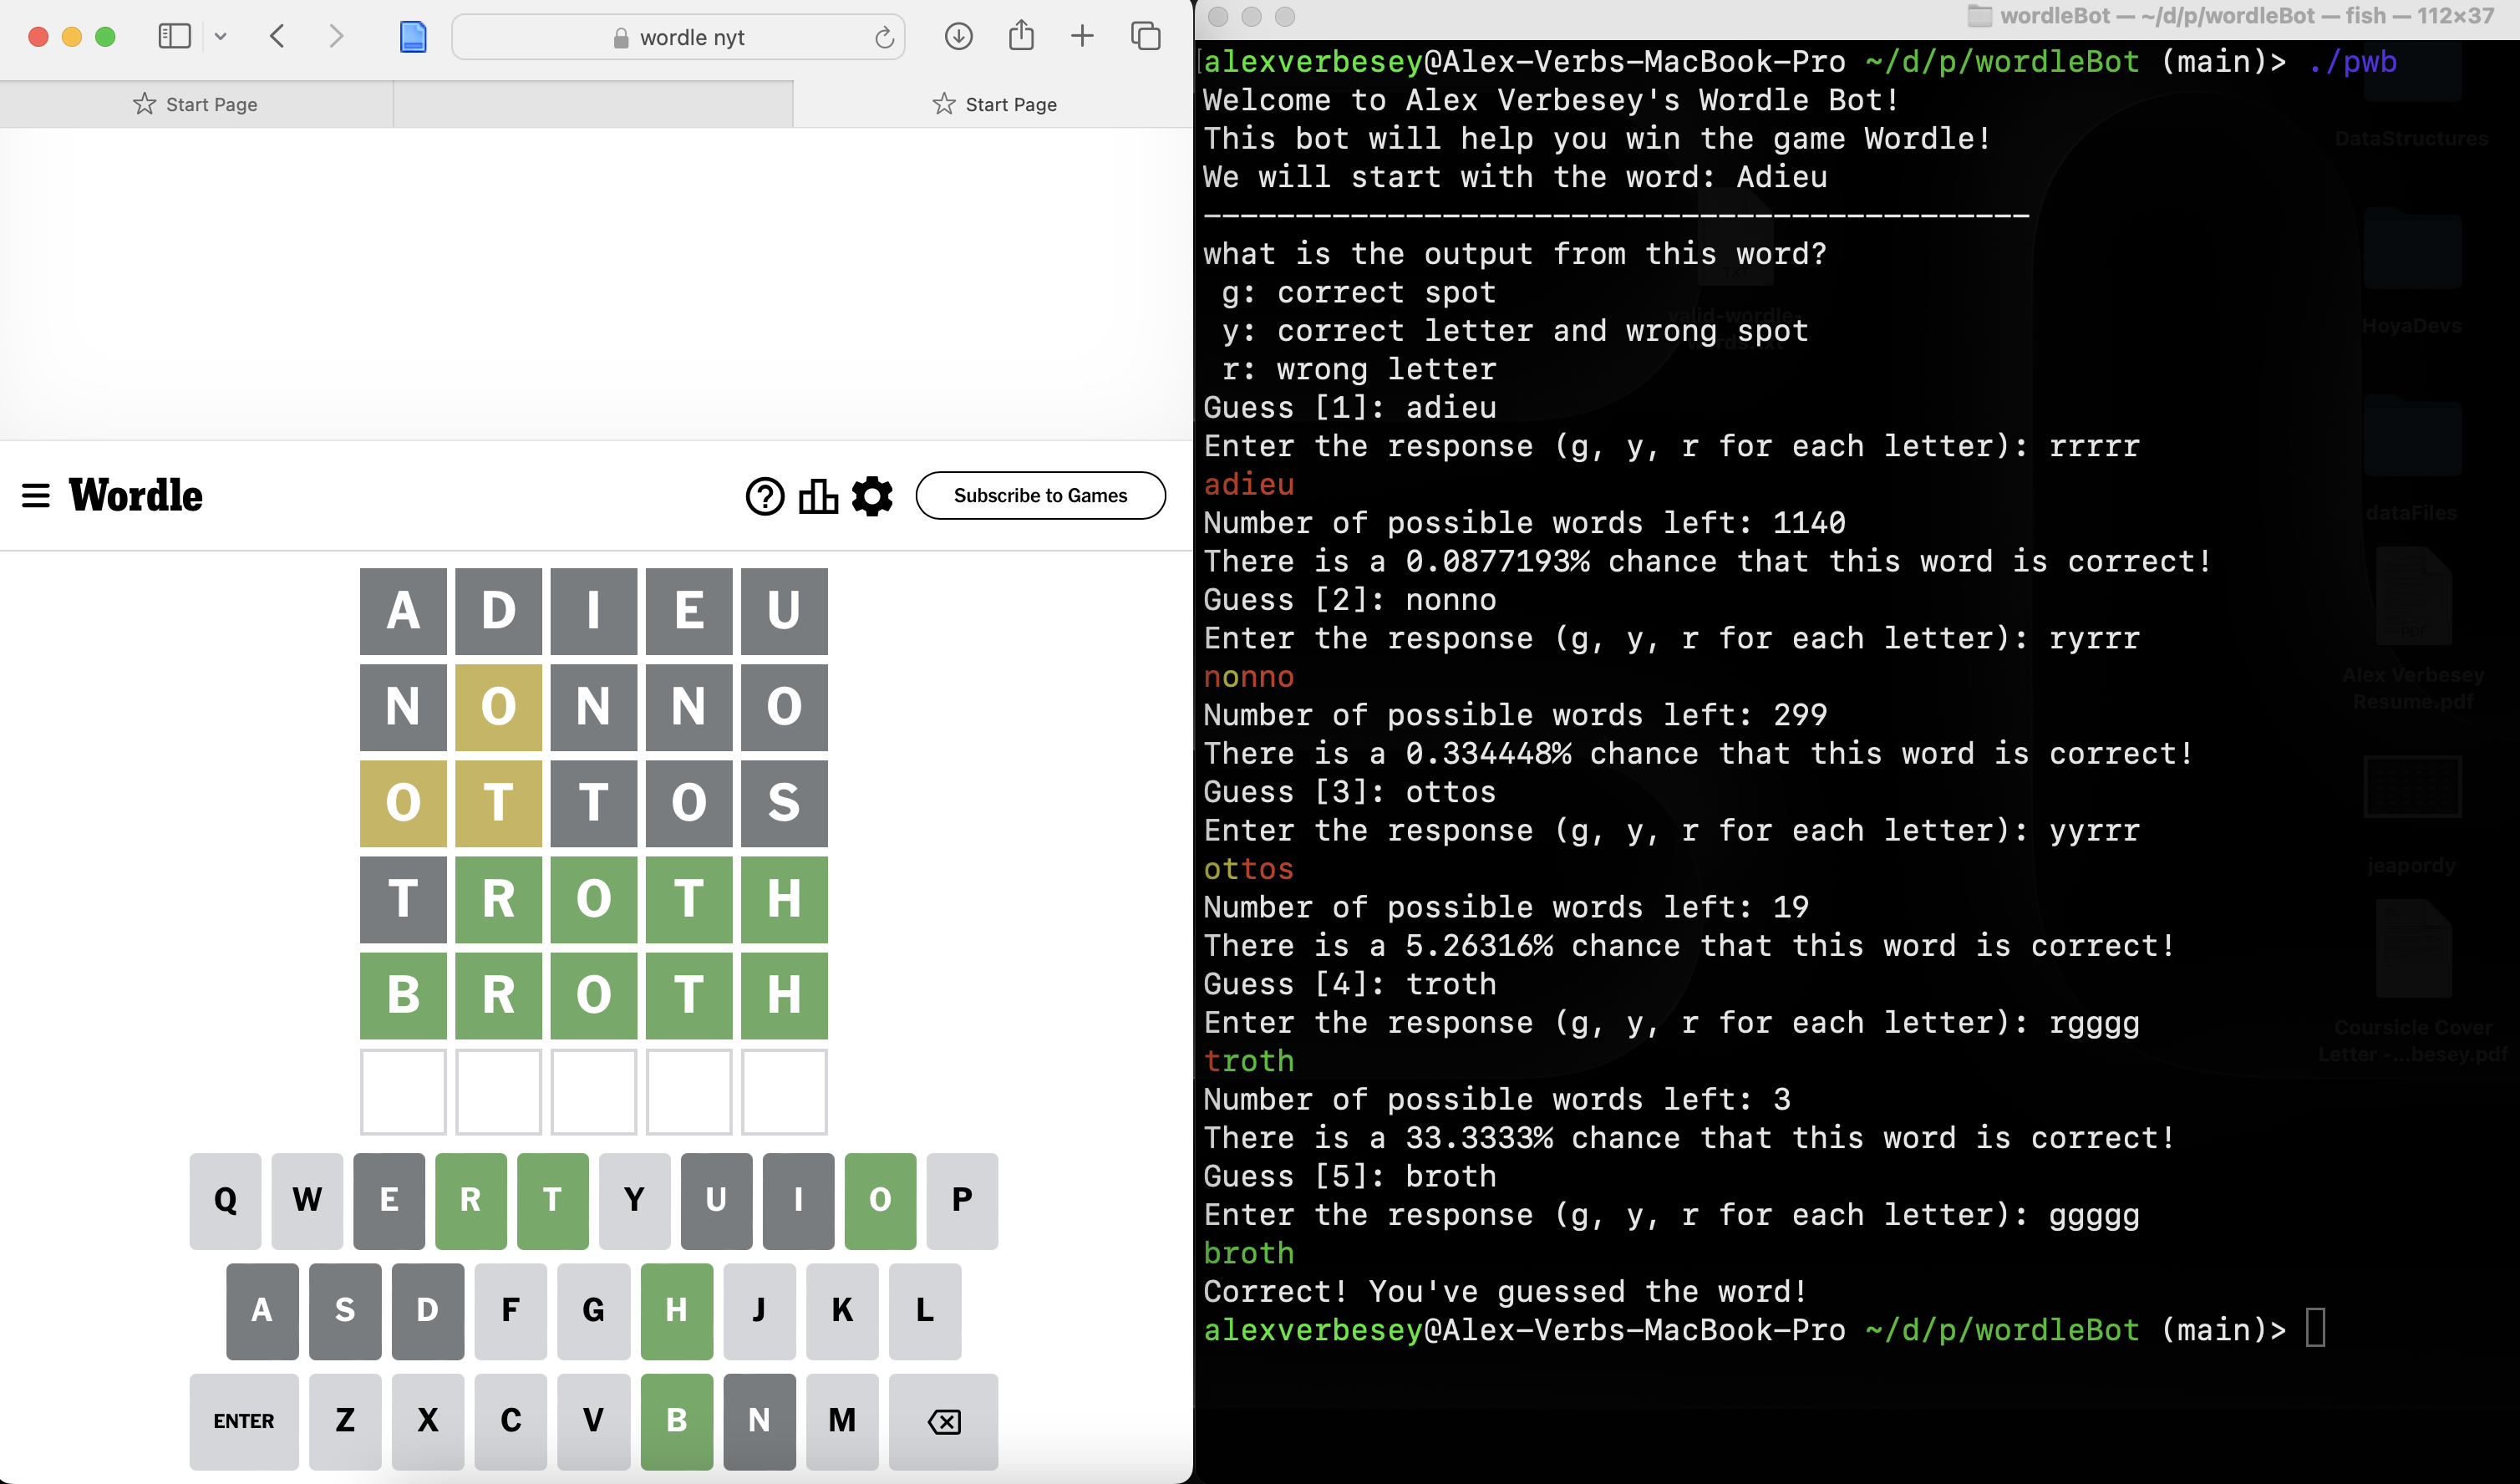 wordle nyt
Start Page
Start Page
Wordle
Subscribe to Games
A D I E U
N O N N O
O T T O S
T R O T H
B R O T H
Q W E R T Y U I O P
A S D F G H J K L
ENTER Z X C V B N M
wordleBot — ~/d/p/wordleBot — fish — 112×37
alexverbesey@Alex-Verbs-MacBook-Pro ~/d/p/wordleBot (main)> ./pwb
Welcome to Alex Verbesey's Wordle Bot!
This bot will help you win the game Wordle!
We will start with the word: Adieu
---------------------------------------------
what is the output from this word?
g: correct spot
y: correct letter and wrong spot
r: wrong letter
Guess [1]: adieu
Enter the response (g, y, r for each letter): rrrrr
adieu
Number of possible words left: 1140
There is a 0.0877193% chance that this word is correct!
Guess [2]: nonno
Enter the response (g, y, r for each letter): ryrrr
nonno
Number of possible words left: 299
There is a 0.334448% chance that this word is correct!
Guess [3]: ottos
Enter the response (g, y, r for each letter): yyrrr
ottos
Number of possible words left: 19
There is a 5.26316% chance that this word is correct!
Guess [4]: troth
Enter the response (g, y, r for each letter): rgggg
troth
Number of possible words left: 3
There is a 33.3333% chance that this word is correct!
Guess [5]: broth
Enter the response (g, y, r for each letter): ggggg
broth
Correct! You've guessed the word!
alexverbesey@Alex-Verbs-MacBook-Pro ~/d/p/wordleBot (main)>
DataStructures
HoyaDevs
dataFiles
Alex Verbesey
Resume.pdf
jeapordy
Coursicle Cover
Letter -...besey.pdf